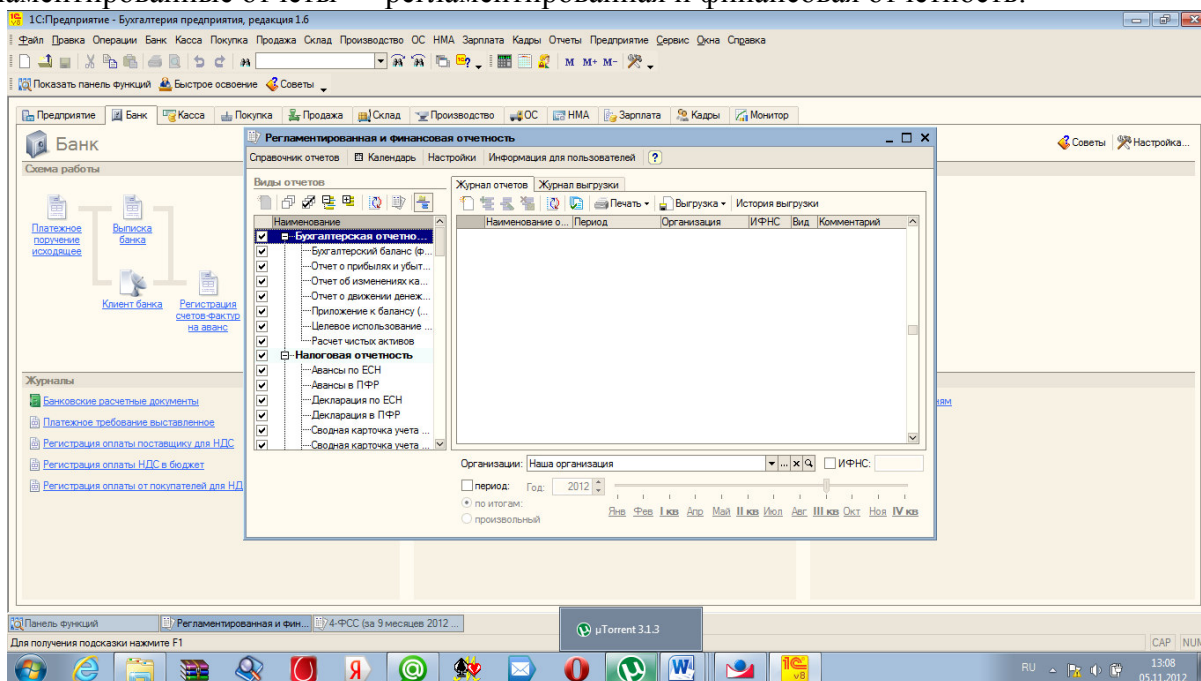 ламентированные отчеты – регламентированная и финансовая отчетность.
1С:Предприятие - Бухгалтерия предприятия, редакция 1.6
Файл Правка Операции Банк Касса Покупка Продажа Склад Производство ОС НМА Зарплата Кадры Отчеты Предприятие Сервис Окна Справка
M M+ M-
Показать панель функций Быстрое освоение Советы
Предприятие Банк Касса Покупка Продажа Склад Производство ОС НМА Зарплата Кадры Монитор
Банк
Советы Настройка...
Схема работы
Платежное поручение исходящее
Выписка банка
Клиент банка
Регистрация счетов-фактур на аванс
Журналы
Банковские расчетные документы
Платежное требование выставленное
Регистрация оплаты поставщику для НДС
Регистрация оплаты НДС в бюджет
Регистрация оплаты от покупателей для НД
Регламентированная и финансовая отчетность
Справочник отчетов Календарь Настройки Информация для пользователей ?
Виды отчетов
Наименование
Бухгалтерская отчетно...
Бухгалтерский баланс (ф...
Отчет о прибылях и убыт...
Отчет об изменениях ка...
Отчет о движении денеж...
Приложение к балансу (...
Целевое использование ...
Расчет чистых активов
Налоговая отчетность
Авансы по ЕСН
Авансы в ПФР
Декларация по ЕСН
Декларация в ПФР
Сводная карточка учета ...
Сводная карточка учета ...
Журнал отчетов Журнал выгрузки
Печать Выгрузка История выгрузки
Наименование о... Период Организация ИФНС Вид Комментарий
Организации: Наша организация ИФНС:
период: Год: 2012
по итогам:
произвольный
Янв Фев I кв Апр Май II кв Июл Авг III кв Окт Ноя IV кв
ям
Панель функций Регламентированная и фин... 4-ФСС (за 9 месяцев 2012 ...
µTorrent 3.1.3
Для получения подсказки нажмите F1
CAP NUM
RU 13:08
05.11.2012